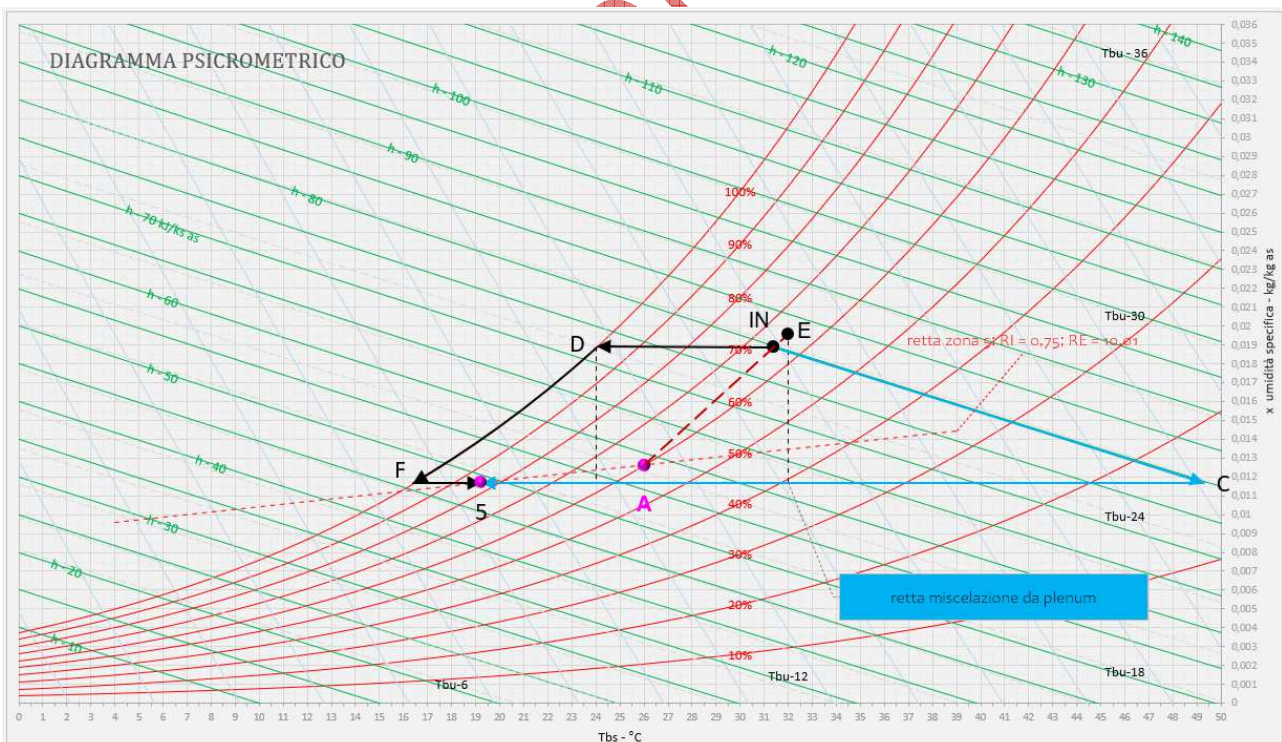 DIAGRAMMA PSICROMETRICO
h - 140
Tbu - 36
h - 120
h - 130
h - 110
h - 100
h - 90
h - 80
h - 70 kJ/ks as
h - 60
h - 50
h - 40
h - 30
h - 20
h - 10
100%
90%
80%
70%
60%
50%
40%
30%
20%
10%
IN
E
D
F
5
A
C
Tbu-30
retta zona 5; RI = 0,75; RE = 10,01
Tbu-24
retta miscelazione da plenum
Tbu-18
Tbu-12
Tbu-6
0,036
0,035
0,034
0,033
0,032
0,031
0,03
0,029
0,028
0,027
0,026
0,025
0,024
0,023
0,022
0,021
0,02
0,019
0,018
0,017
0,016
0,015
0,014
0,013
0,012
0,011
0,01
0,009
0,008
0,007
0,006
0,005
0,004
0,003
0,002
0,001
0
x umidità specifica - kg/kg as
0 1 2 3 4 5 6 7 8 9 10 11 12 13 14 15 16 17 18 19 20 21 22 23 24 25 26 27 28 29 30 31 32 33 34 35 36 37 38 39 40 41 42 43 44 45 46 47 48 49 50
Tbs - °C